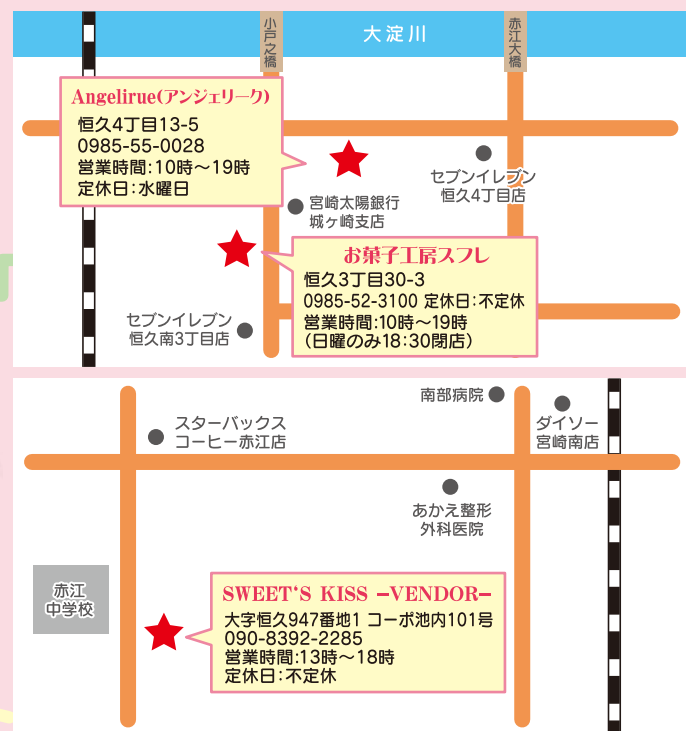 小戸之橋
大淀川
赤江大橋
Angelirue(アンジェリーク)
恒久4丁目13-5
0985-55-0028
営業時間:10時〜19時
定休日:水曜日
セブンイレブン
恒久4丁目店
宮崎太陽銀行
城ヶ崎支店
お菓子工房スフレ
恒久3丁目30-3
0985-52-3100 定休日:不定休
営業時間:10時〜19時
(日曜のみ18:30閉店)
セブンイレブン
恒久南3丁目店
南部病院
スターバックス
コーヒー赤江店
ダイソー
宮崎南店
あかえ整形
外科医院
赤江
中学校
SWEET'S KISS -VENDOR-
大字恒久947番地1 コーポ池内101号
090-8392-2285
営業時間:13時〜18時
定休日:不定休